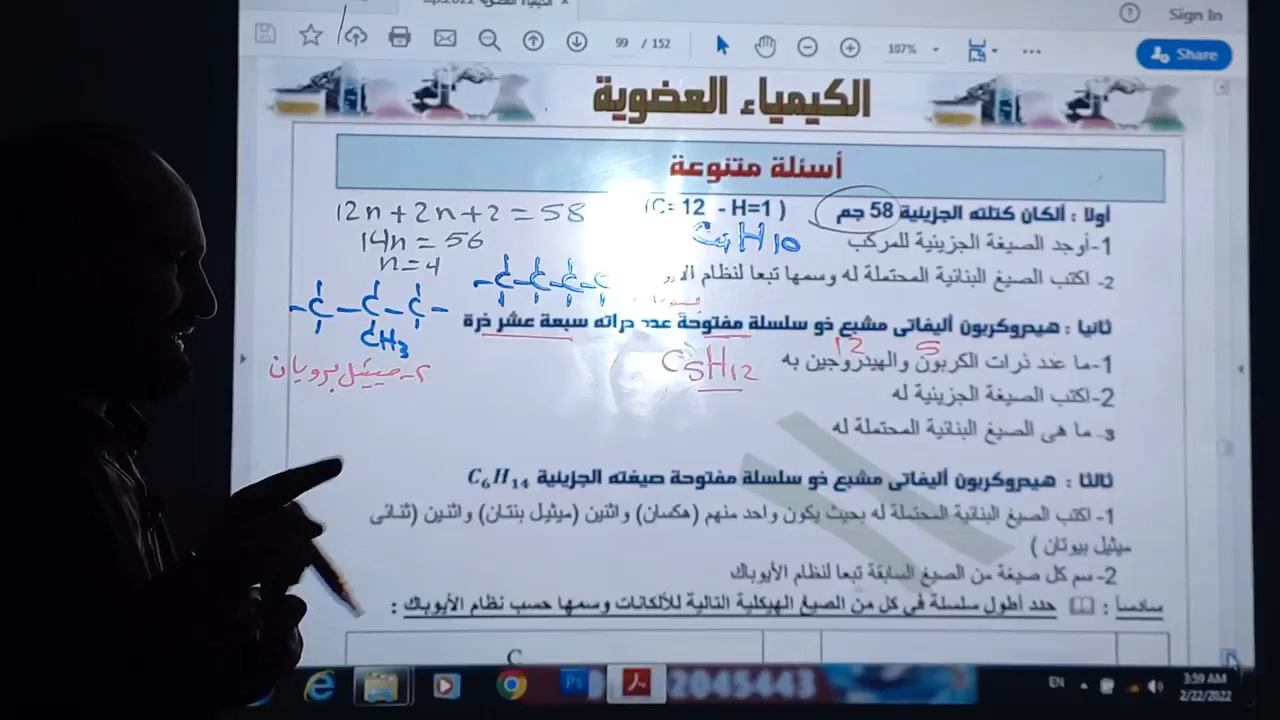 Sign In
99 / 152
107%
Share
الكيمياء العضوية
أسئلة متنوعة
أولا : ألكان كتلته الجزيئية 58 جم (C= 12 - H=1 )
12n+2n+2=58
1-أوجد الصيغة الجزيئية للمركب
C4H10
14n = 56
n=4
2- اكتب الصيغ البنائية المحتملة له وسمها تبعا لنظام
-C-C-C-C
-C-C-C-
CH3
ثانيا : هيدروكربون أليفاتى مشبع ذو سلسلة مفتوحة عدد ذراته سبعة عشر ذرة
12 5
1-ما عدد ذرات الكربون والهيدروجين به
C5H12
2-ميثيل بروبان
2-اكتب الصيغة الجزيئية له
3- ما هى الصيغ البنائية المحتملة له
ثالثا : هيدروكربون أليفاتى مشبع ذو سلسلة مفتوحة صيغته الجزيئية C6H14
1- اكتب الصيغ البنائية المحتملة له بحيث يكون واحد منهم (هكسان) واثنين (ميثيل بنتان) واثنين (ثنائى
ميثيل بيوتان )
2-سم كل صيغة من الصيغ السابقة تبعا لنظام الأيوباك
سادسا : حدد أطول سلسلة فى كل من الصيغ الهيكلية التالية للألكانات وسمها حسب نظام الأيوباك :
C
2045443
EN
3:59 AM
2/22/2022